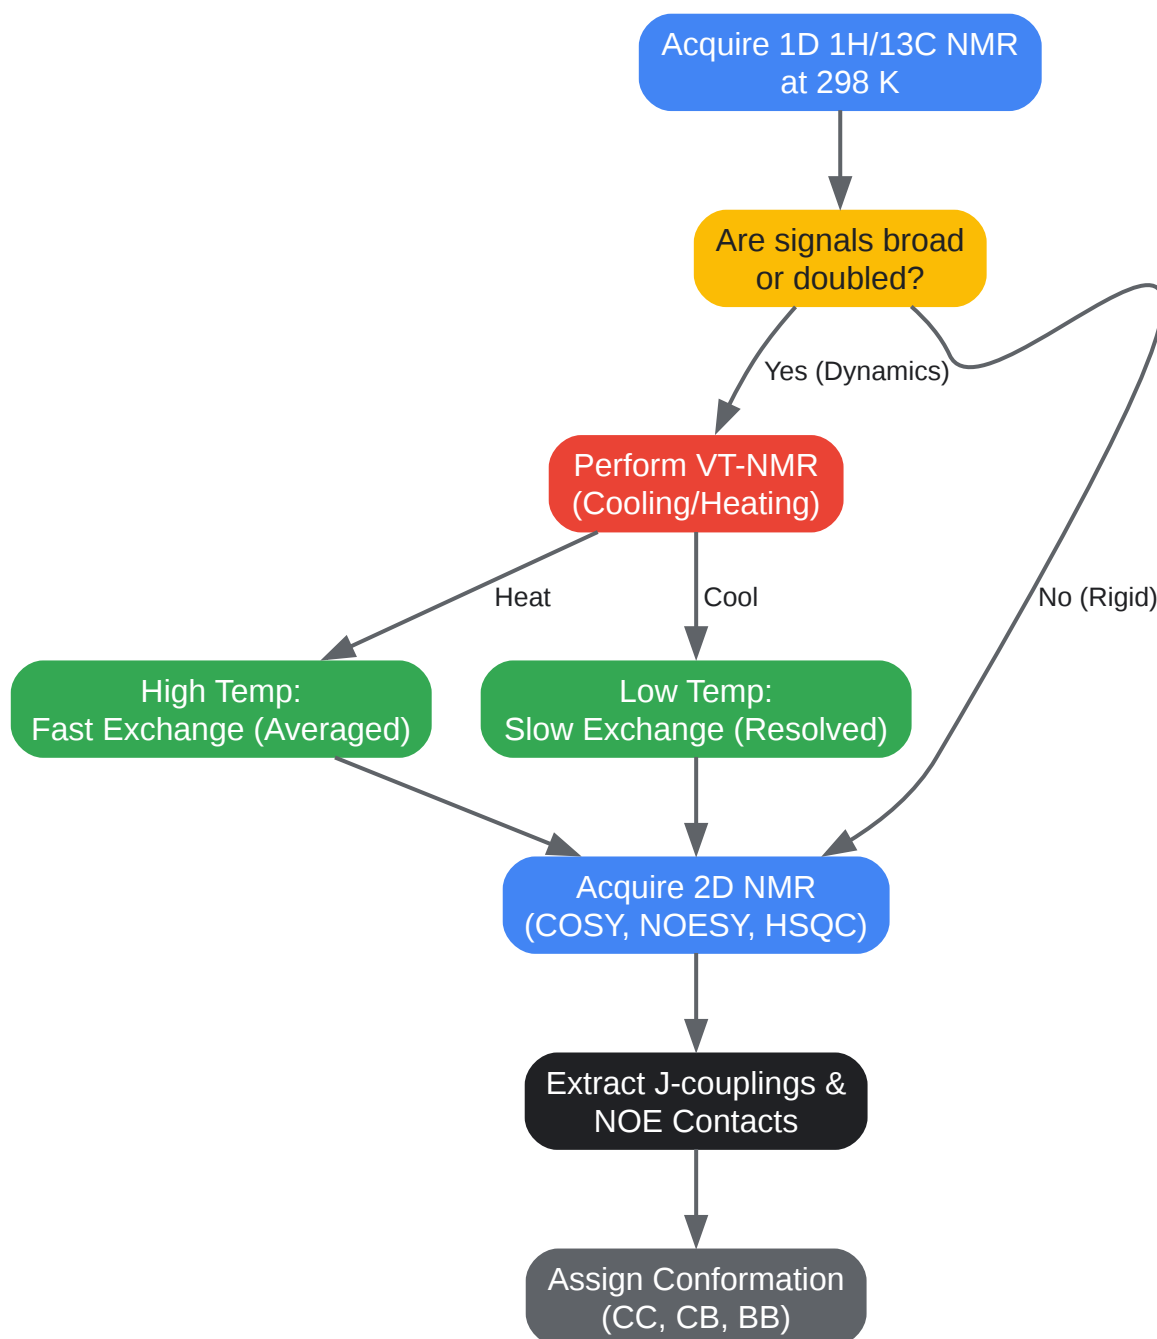 Acquire 1D 1H/13C NMR
at 298 K
Are signals broad
or doubled?
Yes (Dynamics)
Perform VT-NMR
(Cooling/Heating)
Heat
Cool
No (Rigid)
High Temp:
Fast Exchange (Averaged)
Low Temp:
Slow Exchange (Resolved)
Acquire 2D NMR
(COSY, NOESY, HSQC)
Extract J-couplings &
NOE Contacts
Assign Conformation
(CC, CB, BB)